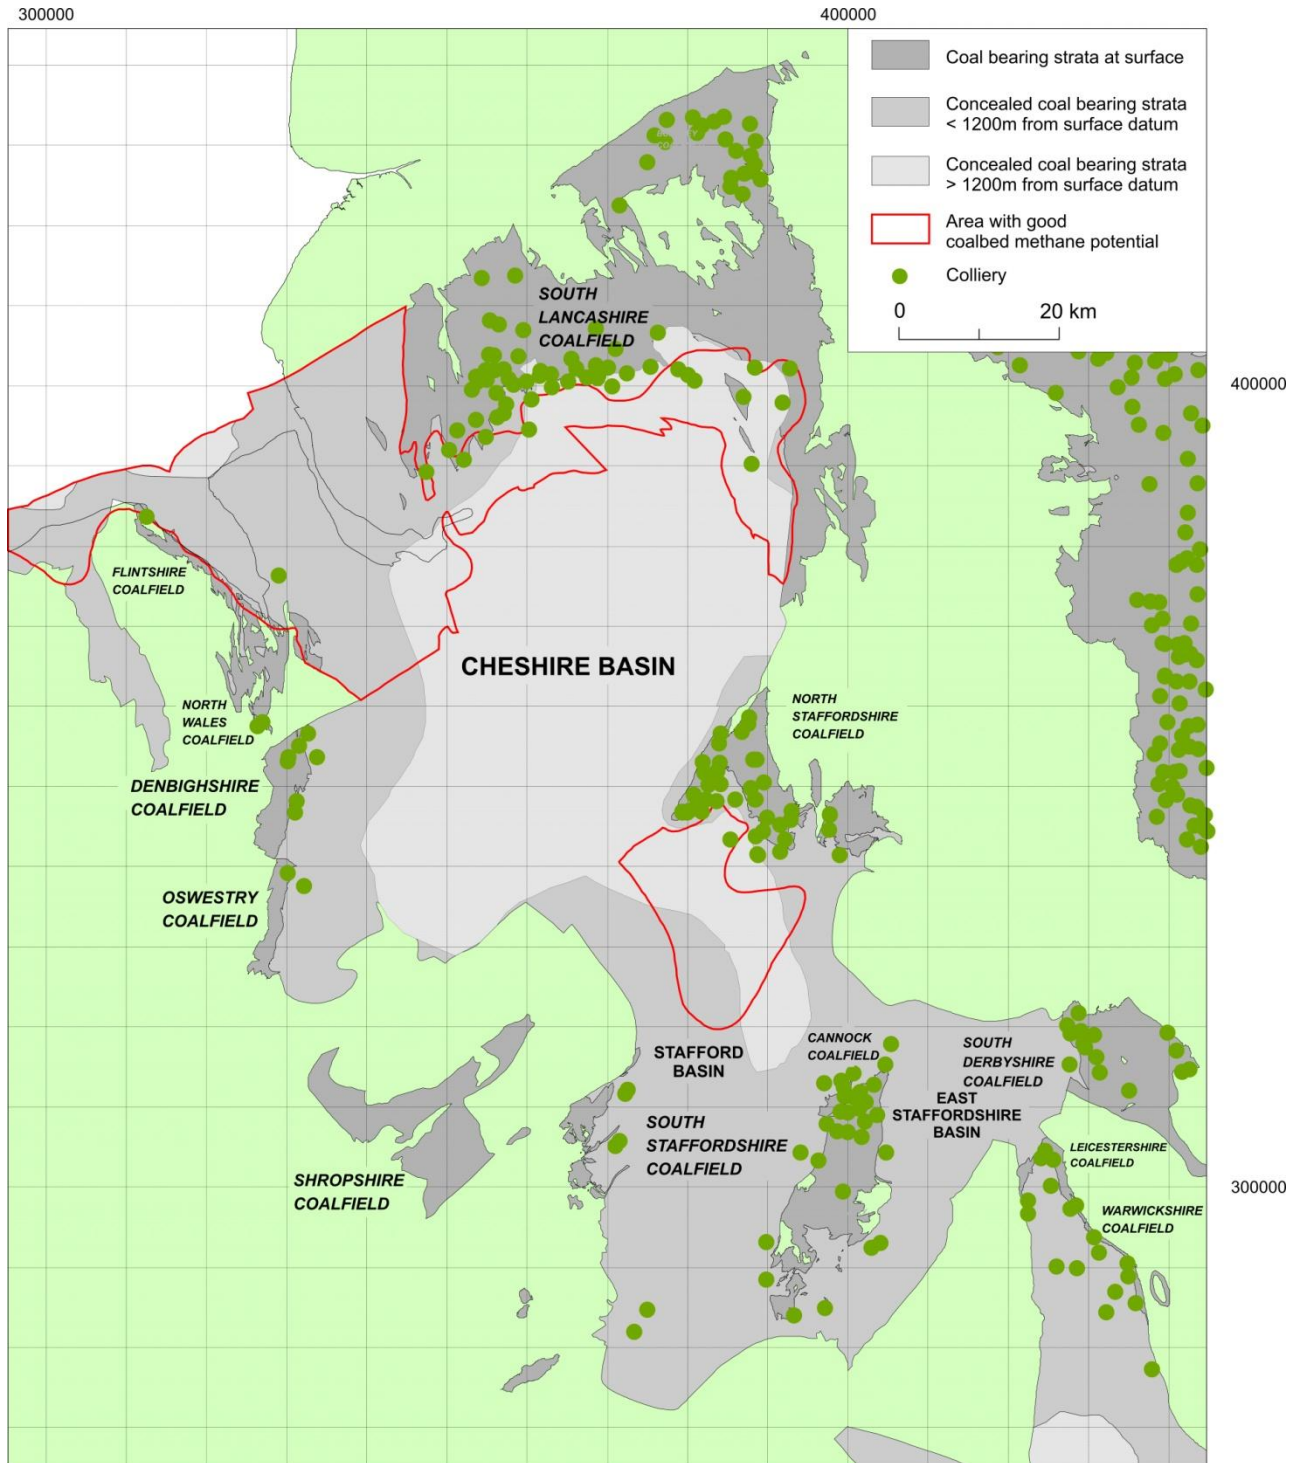 300000
400000
Coal bearing strata at surface
Concealed coal bearing strata
< 1200m from surface datum
Concealed coal bearing strata
> 1200m from surface datum
Area with good
coalbed methane potential
Colliery
0
20 km
SOUTH
LANCASHIRE
COALFIELD
400000
FLINTSHIRE
COALFIELD
CHESHIRE BASIN
NORTH
WALES
COALFIELD
NORTH
STAFFORDSHIRE
COALFIELD
DENBIGHSHIRE
COALFIELD
OSWESTRY
COALFIELD
STAFFORD
BASIN
CANNOCK
COALFIELD
SOUTH
DERBYSHIRE
COALFIELD
EAST
STAFFORDSHIRE
BASIN
SOUTH
STAFFORDSHIRE
COALFIELD
LEICESTERSHIRE
COALFIELD
SHROPSHIRE
COALFIELD
300000
WARWICKSHIRE
COALFIELD